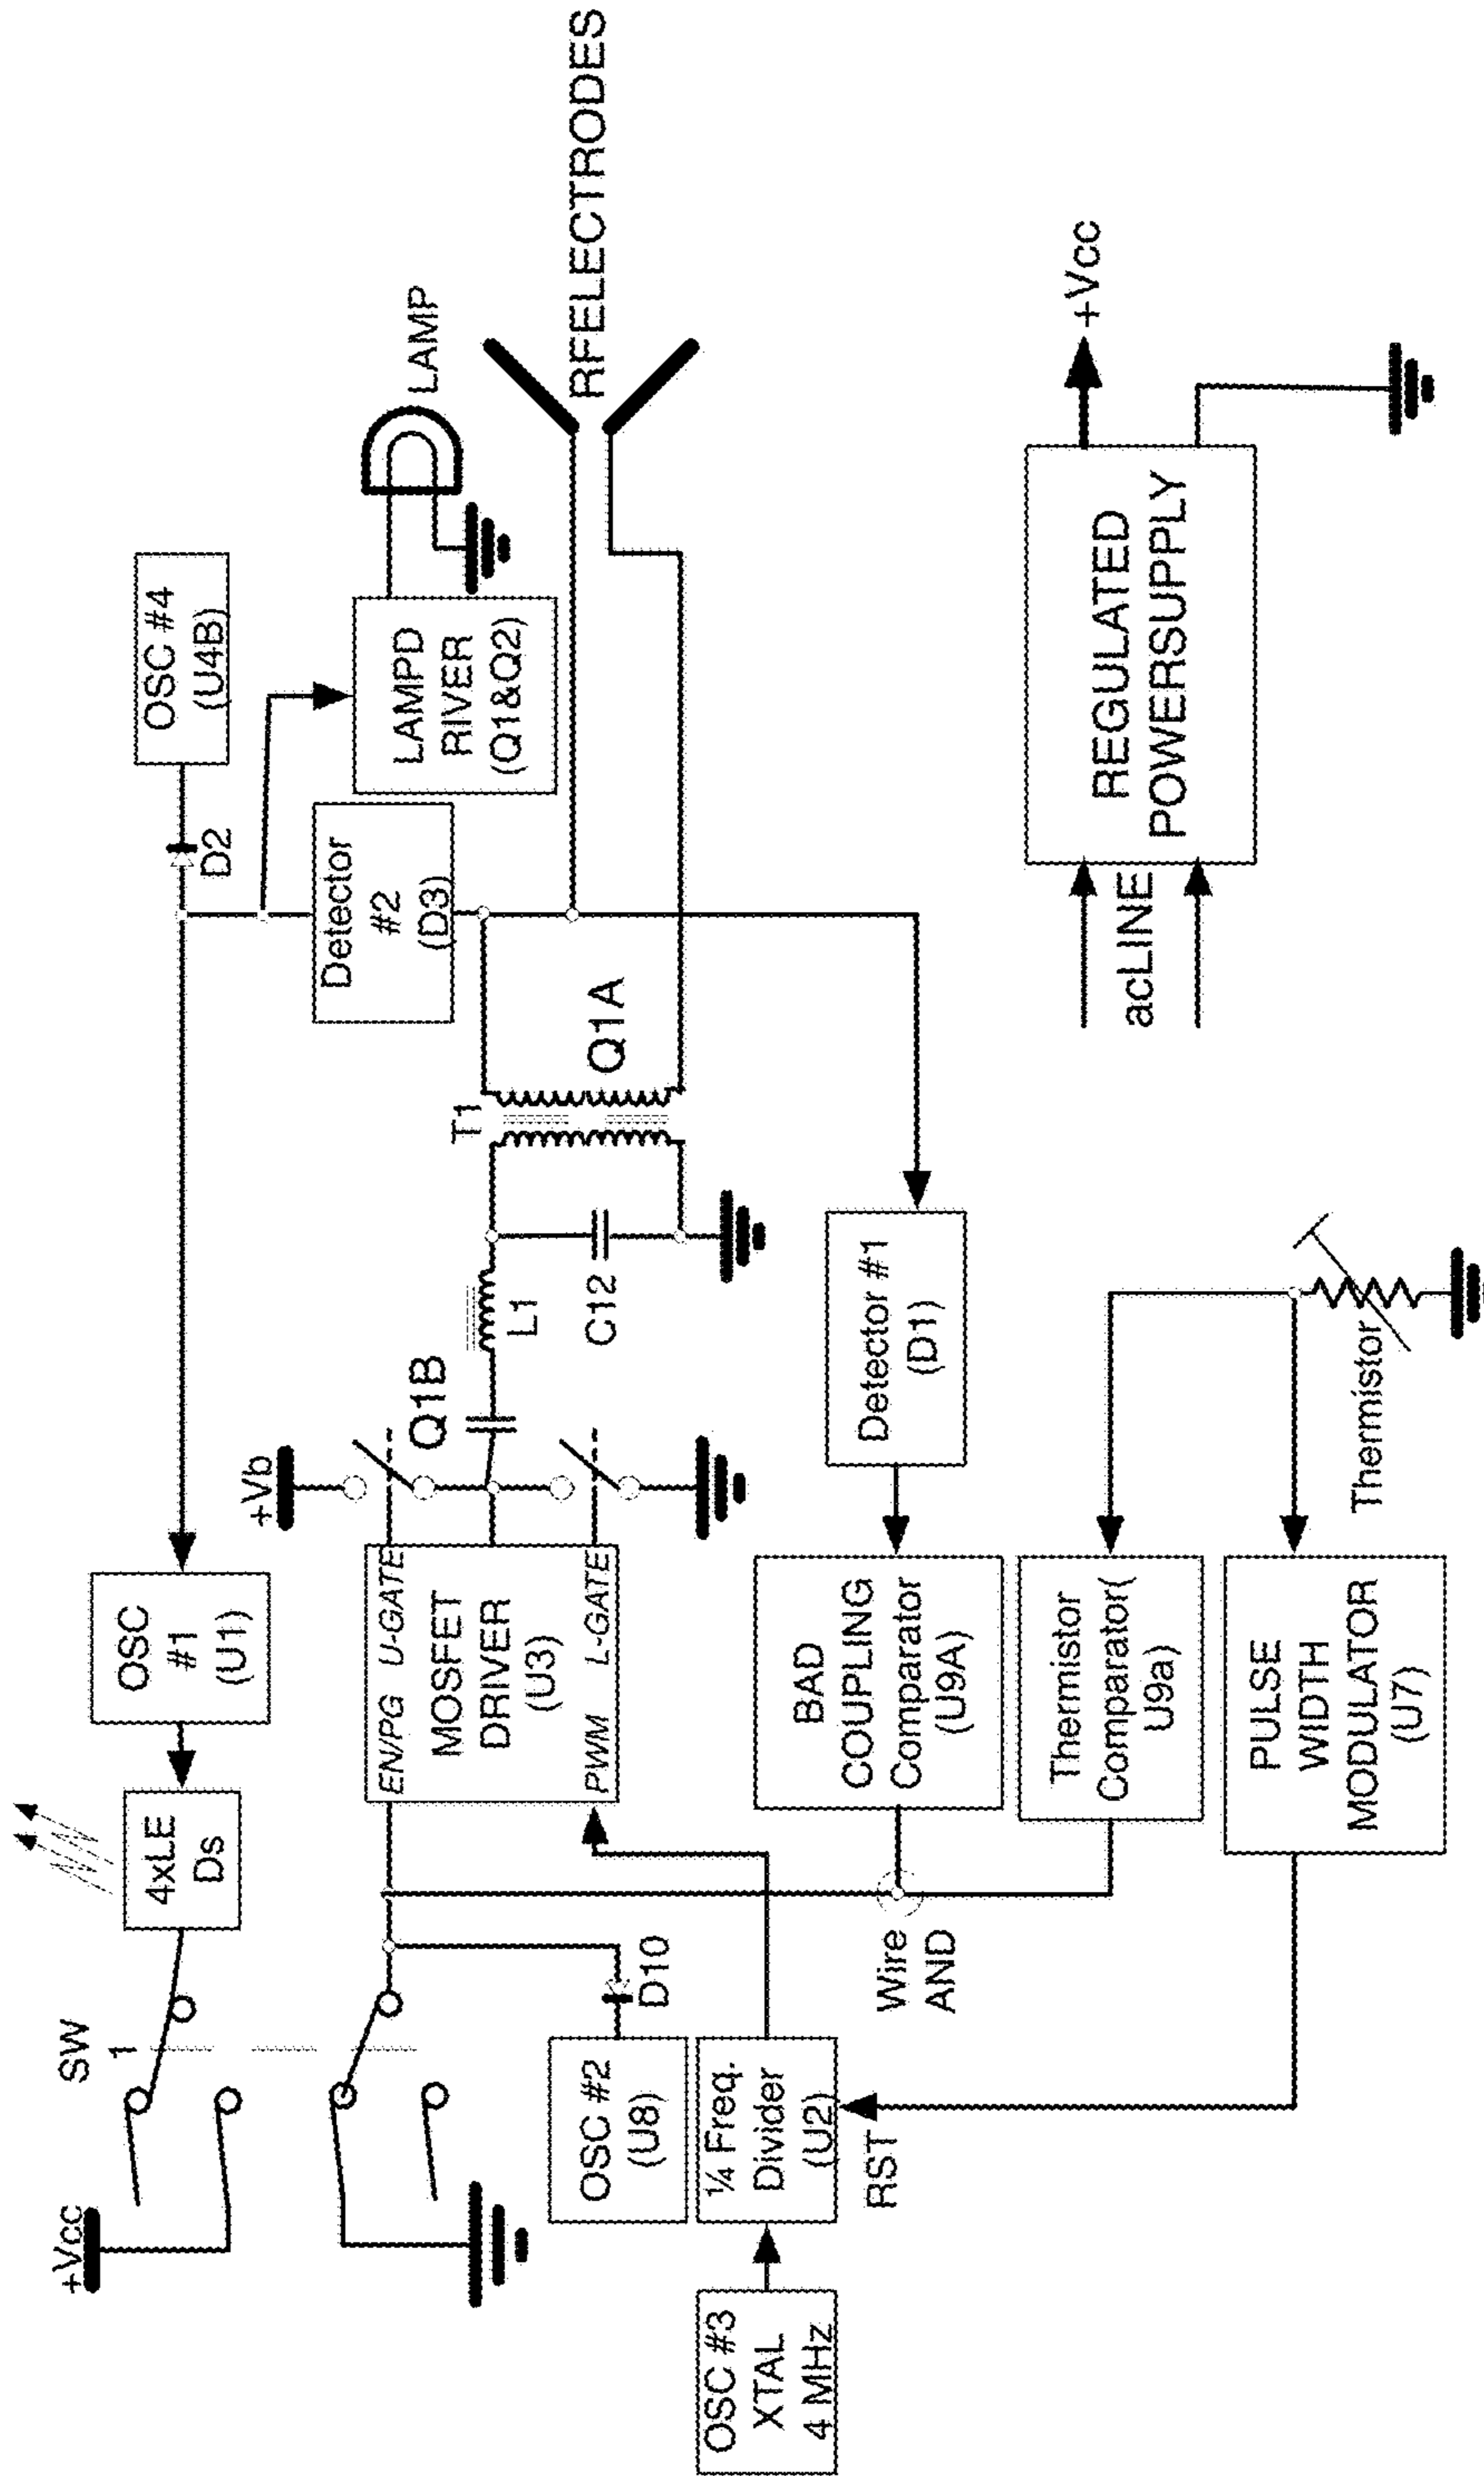 +Vcc
SW
1
4xLE
Ds
OSC
#1
(U1)
D2
OSC #4
(U4B)
+Vb
EN/PG U-GATE
MOSFET
DRIVER
(U3)
PWM L-GATE
Q1B
L1
C12
T1
Q1A
Detector
#2
(D3)
LAMPD
RIVER
(Q1&Q2)
LAMP
RFELECTRODES
OSC #2
(U8)
D10
OSC #3
XTAL
4 MHz
¼ Freq.
Divider
(U2)
RST
Wire
AND
BAD
COUPLING
Comparator
(U9A)
Detector #1
(D1)
Thermistor
Comparator(
U9a)
PULSE
WIDTH
MODULATOR
(U7)
Thermistor
acLINE
REGULATED
POWERSUPPLY
+Vcc